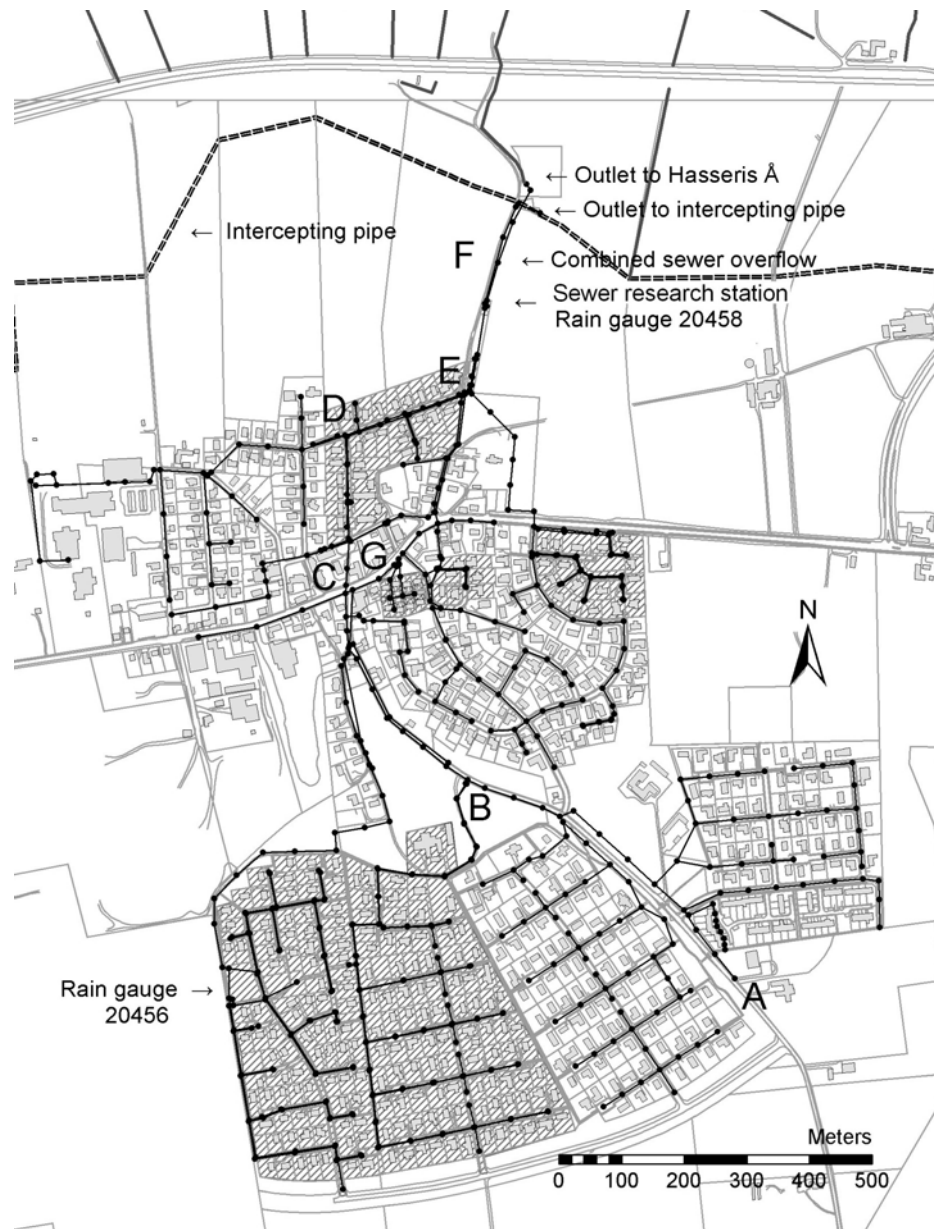 ← Outlet to Hasseris Å
← Outlet to intercepting pipe
← Intercepting pipe
F
← Combined sewer overflow
← Sewer research station
Rain gauge 20458
E
D
C
G
N
B
Rain gauge →
20456
A
Meters
0 100 200 300 400 500